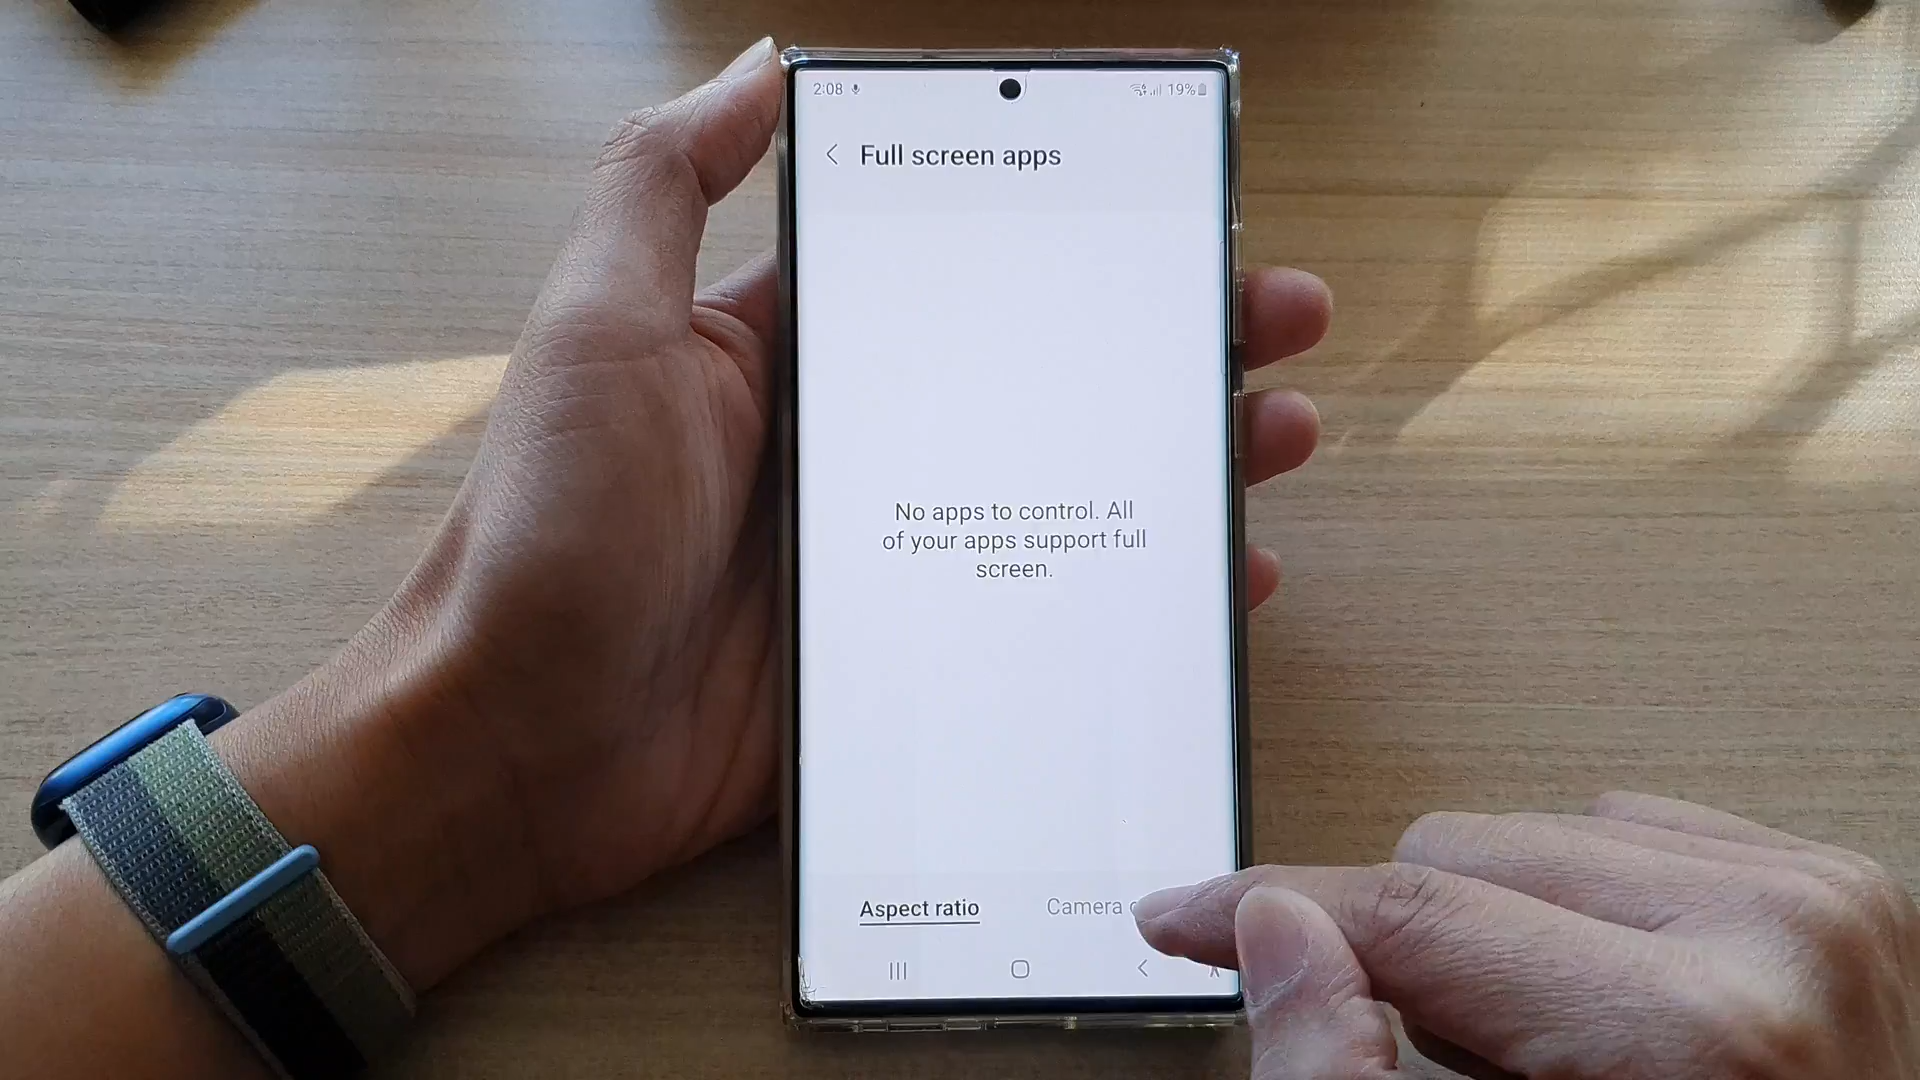 2:08 19%
Full screen apps
No apps to control. All
of your apps support full
screen.
Aspect ratio Camera